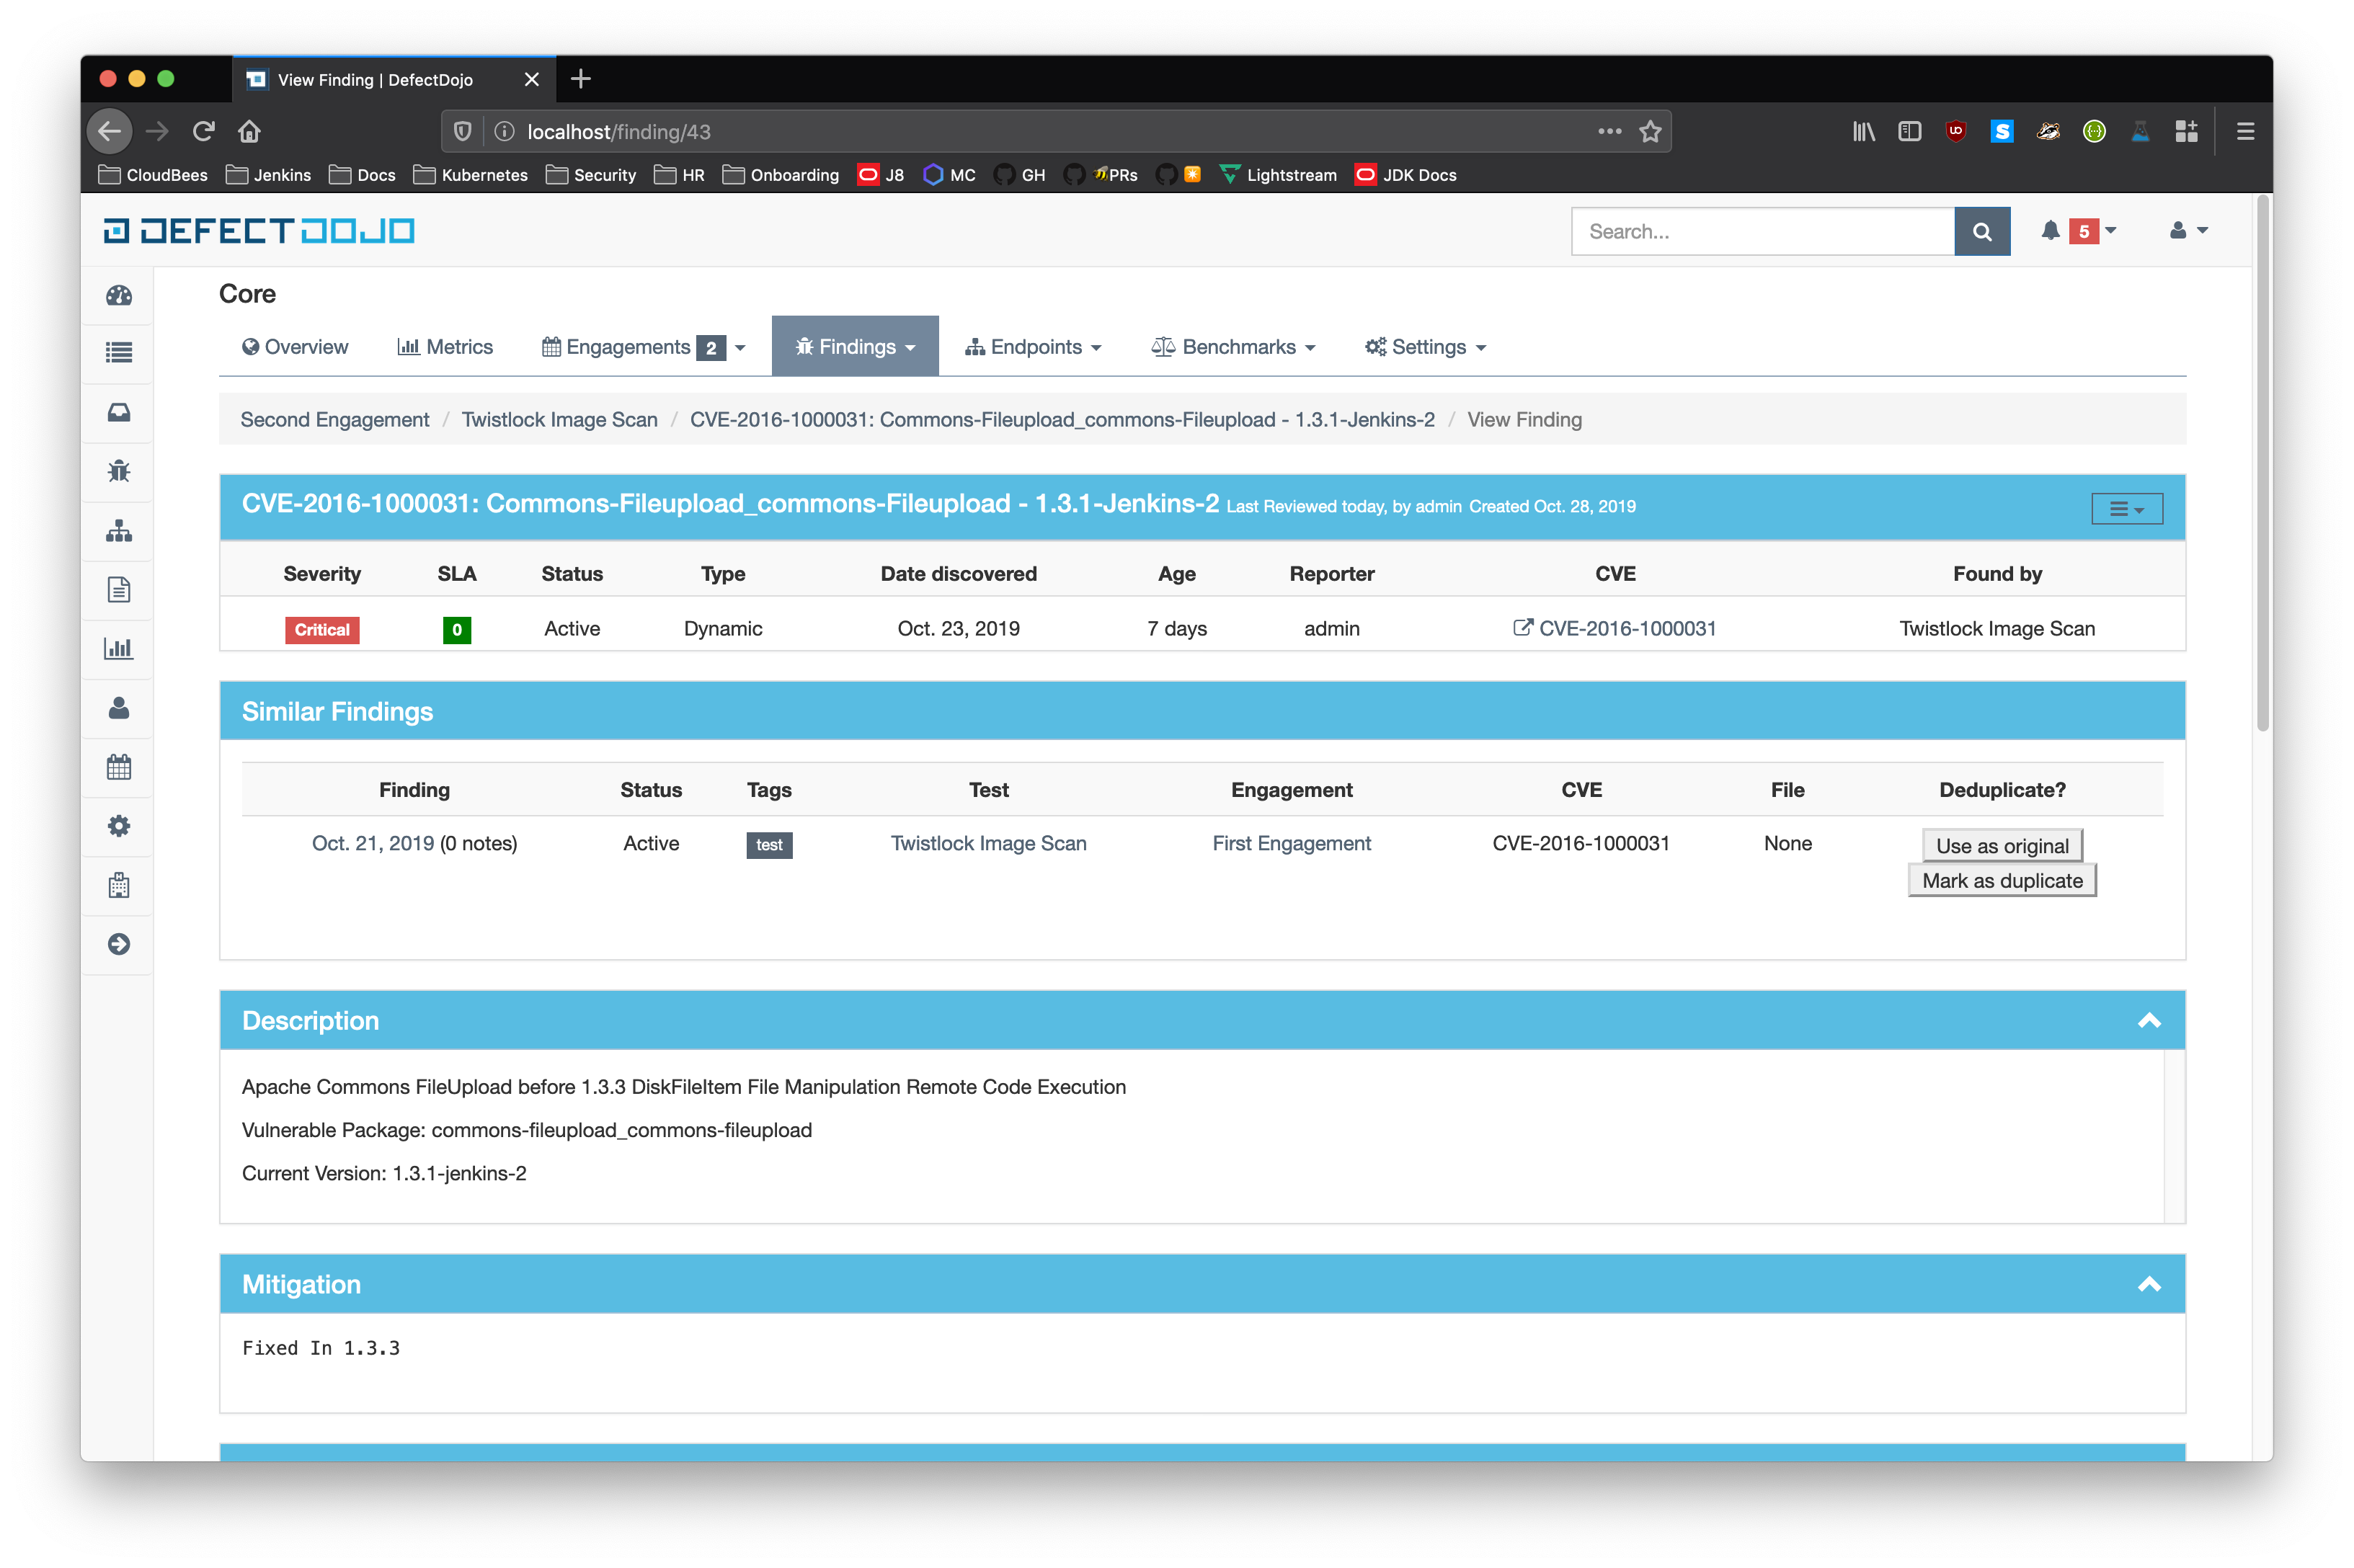 View Finding | DefectDojo
localhost/finding/43
CloudBees Jenkins Docs Kubernetes Security HR Onboarding J8 MC GH PRs Lightstream JDK Docs
DEFECTDOJO
Search...
5
Core
Overview Metrics Engagements 2 Findings Endpoints Benchmarks Settings
Second Engagement / Twistlock Image Scan / CVE-2016-1000031: Commons-Fileupload_commons-Fileupload - 1.3.1-Jenkins-2 / View Finding
CVE-2016-1000031: Commons-Fileupload_commons-Fileupload - 1.3.1-Jenkins-2 Last Reviewed today, by admin Created Oct. 28, 2019
Severity SLA Status Type Date discovered Age Reporter CVE Found by
Critical 0 Active Dynamic Oct. 23, 2019 7 days admin CVE-2016-1000031 Twistlock Image Scan
Similar Findings
Finding Status Tags Test Engagement CVE File Deduplicate?
Oct. 21, 2019 (0 notes) Active test Twistlock Image Scan First Engagement CVE-2016-1000031 None Use as original
Mark as duplicate
Description
Apache Commons FileUpload before 1.3.3 DiskFileItem File Manipulation Remote Code Execution
Vulnerable Package: commons-fileupload_commons-fileupload
Current Version: 1.3.1-jenkins-2
Mitigation
Fixed In 1.3.3